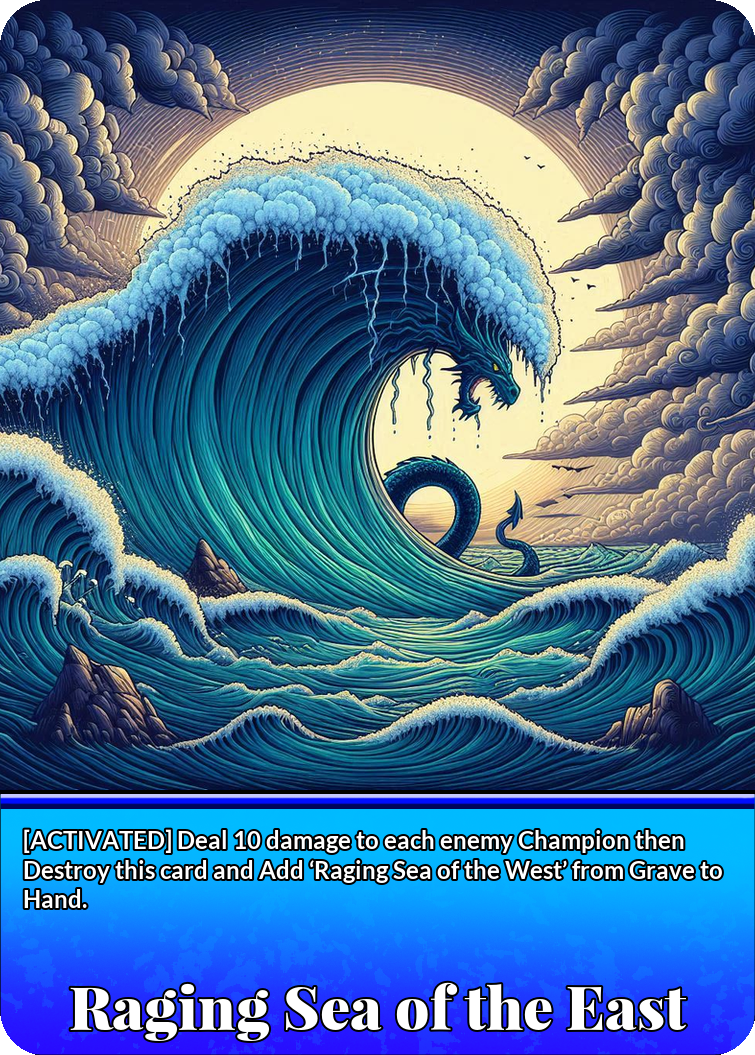 [ACTIVATED] Deal 10 damage to each enemy Champion then
Destroy this card and Add ‘Raging Sea of the West’ from Grave to
Hand.
Raging Sea of the East